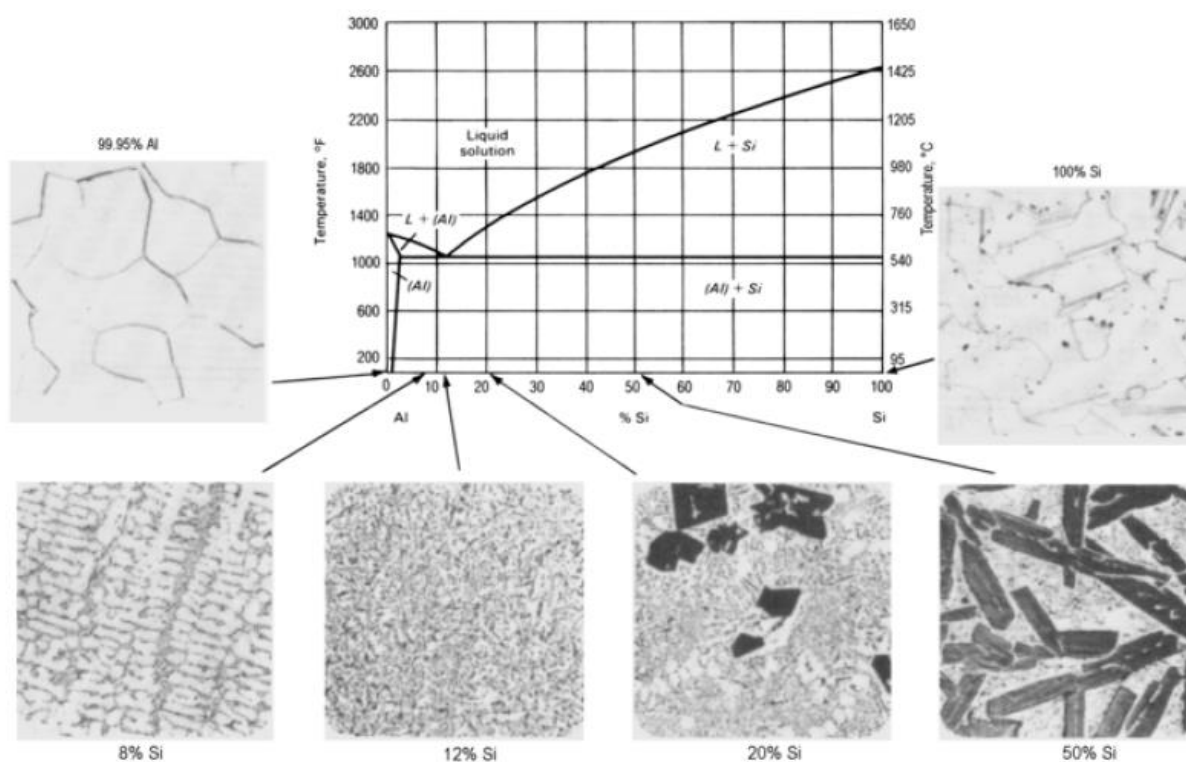 3000
2600
2200
1800
1400
1000
600
200
Temperature, °F
1650
1425
1205
980
760
540
315
95
Temperature, °C
Liquid
solution
L + Si
L + (Al)
(Al)
(Al) + Si
0 10 20 30 40 50 60 70 80 90 100
Al % Si Si
99.95% Al
100% Si
8% Si
12% Si
20% Si
50% Si